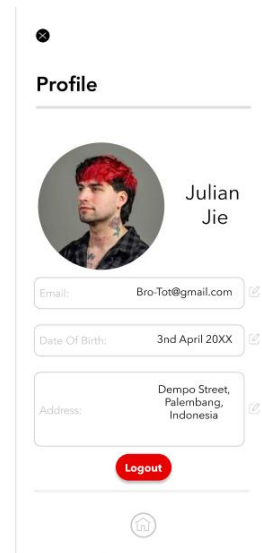 Profile
Julian
Jie
Email: Bro-Tot@gmail.com
Date Of Birth: 3nd April 20XX
Address: Dempo Street,
Palembang,
Indonesia
Logout